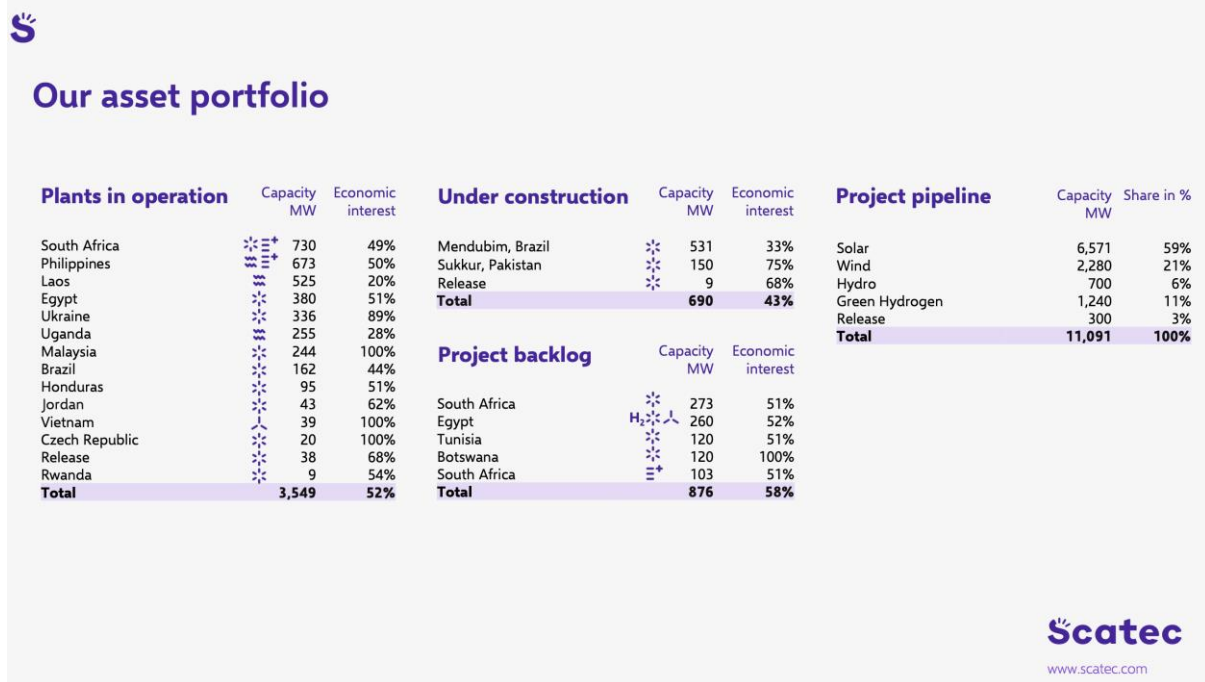 S
Our asset portfolio
Plants in operation Capacity MW Economic interest
South Africa 730 49%
Philippines 673 50%
Laos 525 20%
Egypt 380 51%
Ukraine 336 89%
Uganda 255 28%
Malaysia 244 100%
Brazil 162 44%
Honduras 95 51%
Jordan 43 62%
Vietnam 39 100%
Czech Republic 20 100%
Release 38 68%
Rwanda 9 54%
Total 3,549 52%
Under construction Capacity MW Economic interest
Mendubim, Brazil 531 33%
Sukkur, Pakistan 150 75%
Release 9 68%
Total 690 43%
Project backlog Capacity MW Economic interest
South Africa 273 51%
Egypt H₂ 260 52%
Tunisia 120 51%
Botswana 120 100%
South Africa 103 51%
Total 876 58%
Project pipeline Capacity MW Share in %
Solar 6,571 59%
Wind 2,280 21%
Hydro 700 6%
Green Hydrogen 1,240 11%
Release 300 3%
Total 11,091 100%
Scatec
www.scatec.com